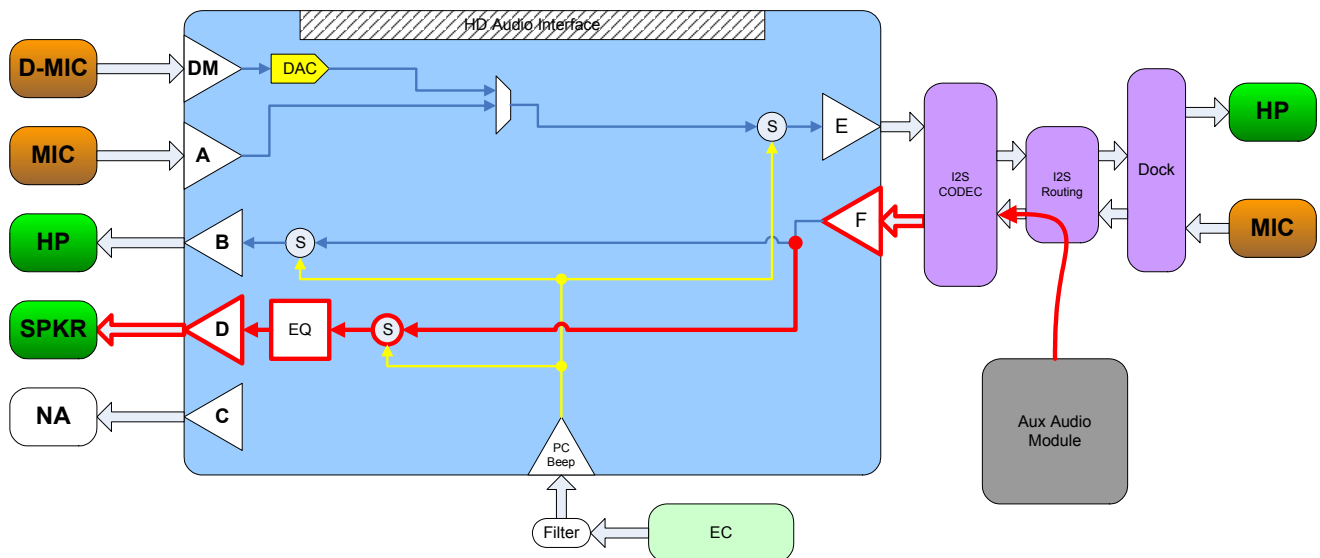 HD Audio Interface
D-MIC
DM
DAC
MIC
A
S
E
I2S
CODEC
I2S
Routing
Dock
HP
HP
B
S
F
MIC
SPKR
D
EQ
S
NA
C
PC
Beep
Aux Audio
Module
Filter
EC